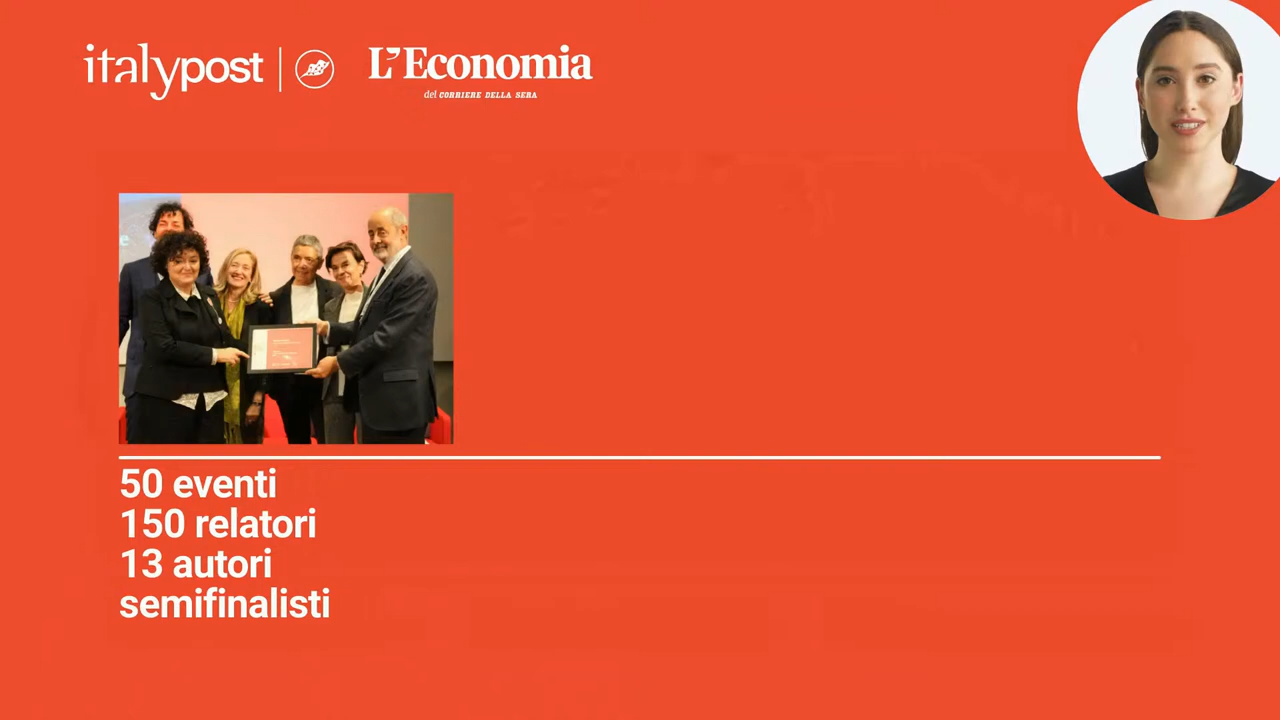 italypost
L'Economia
del CORRIERE DELLA SERA
50 eventi
150 relatori
13 autori
semifinalisti